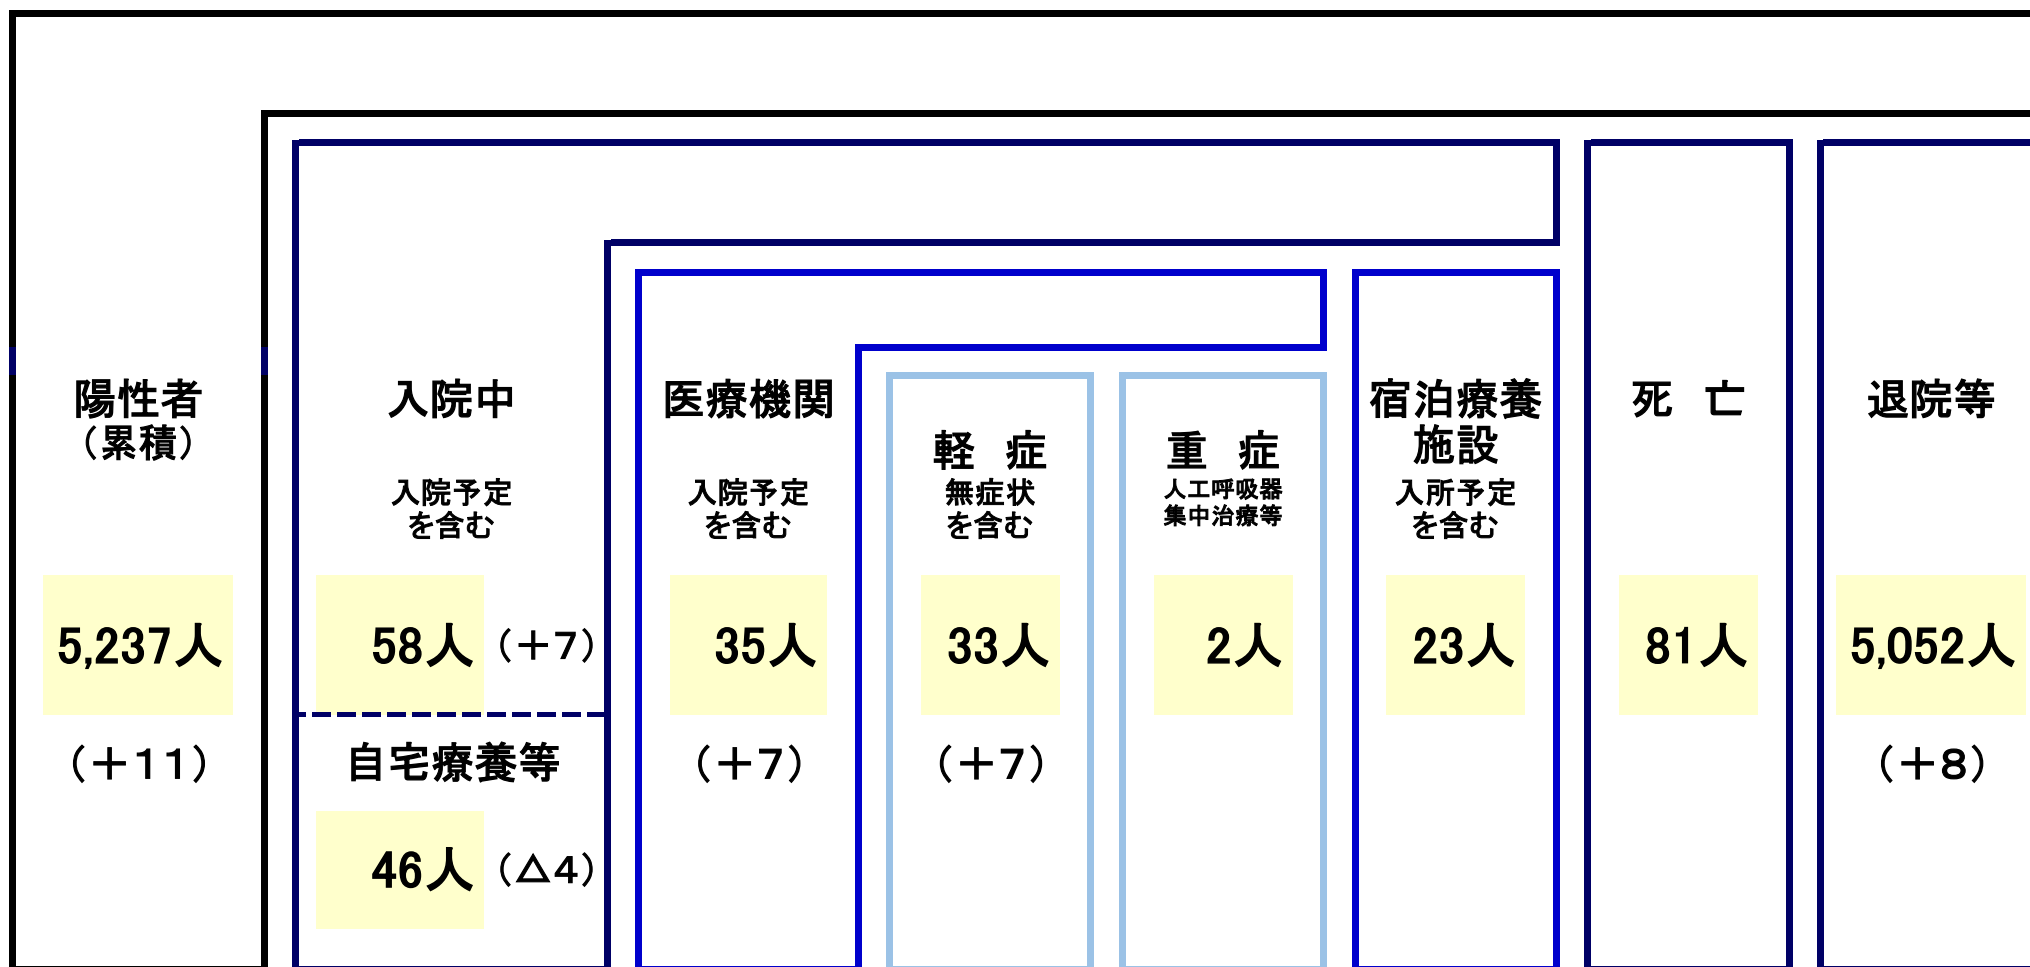 陽性者
（累積）
5,237人
（＋11）
入院中
入院予定
を含む
58人（＋7）
自宅療養等
46人（△4）
医療機関
入院予定
を含む
35人
（＋7）
軽　症
無症状
を含む
33人
（＋7）
重　症
人工呼吸器
集中治療等
2人
宿泊療養
施設
入所予定
を含む
23人
死　亡
81人
退院等
5,052人
（＋8）